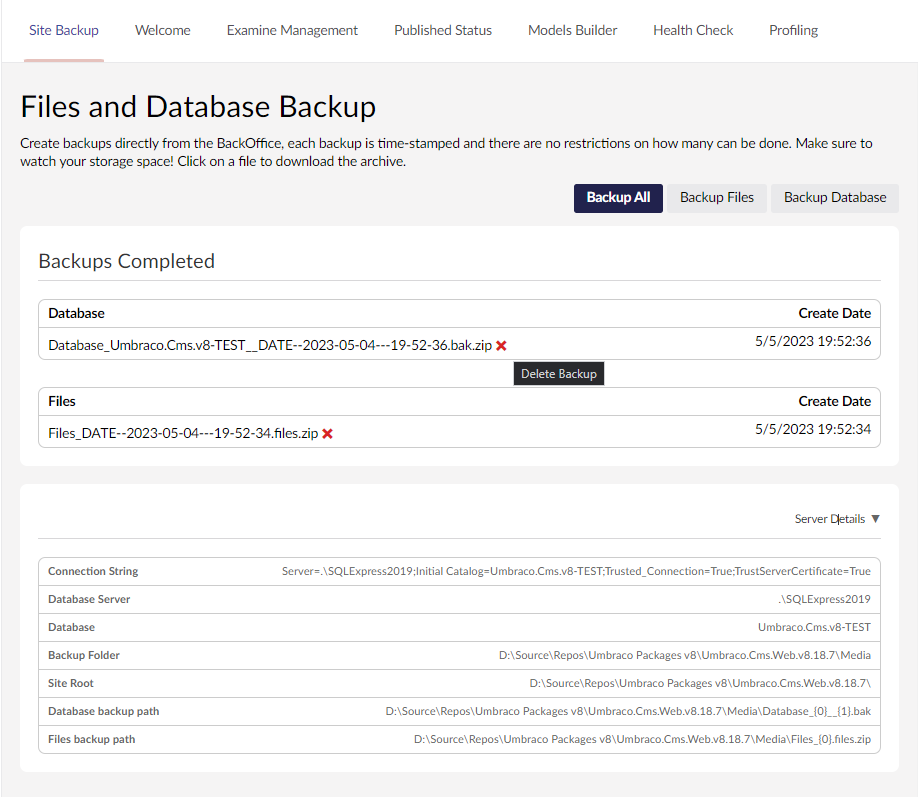 Site Backup Welcome Examine Management Published Status Models Builder Health Check Profiling
Files and Database Backup
Create backups directly from the BackOffice, each backup is time-stamped and there are no restrictions on how many can be done. Make sure to
watch your storage space! Click on a file to download the archive.
Backup All Backup Files Backup Database
Backups Completed
Database Create Date
Database_Umbraco.Cms.v8-TEST__DATE--2023-05-04---19-52-36.bak.zip 5/5/2023 19:52:36
Delete Backup
Files Create Date
Files_DATE--2023-05-04---19-52-34.files.zip 5/5/2023 19:52:34
Server Details ▼
Connection String Server=.\SQLExpress2019;Initial Catalog=Umbraco.Cms.v8-TEST;Trusted_Connection=True;TrustServerCertificate=True
Database Server .\SQLExpress2019
Database Umbraco.Cms.v8-TEST
Backup Folder D:\Source\Repos\Umbraco Packages v8\Umbraco.Cms.Web.v8.18.7\Media
Site Root D:\Source\Repos\Umbraco Packages v8\Umbraco.Cms.Web.v8.18.7\
Database backup path D:\Source\Repos\Umbraco Packages v8\Umbraco.Cms.Web.v8.18.7\Media\Database_{0}__{1}.bak
Files backup path D:\Source\Repos\Umbraco Packages v8\Umbraco.Cms.Web.v8.18.7\Media\Files_{0}.files.zip